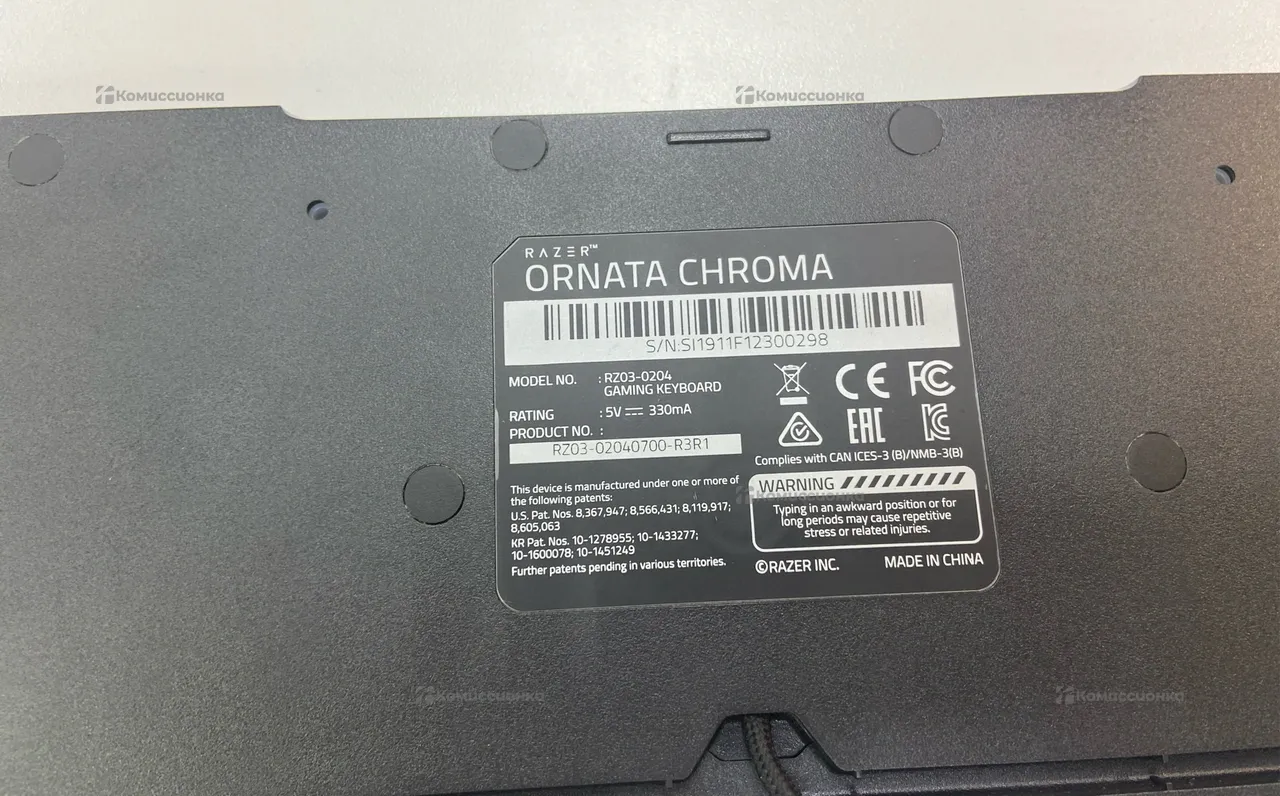 Комиссионка
Комиссионка
RAZER™
ORNATA CHROMA
S/N:SI1911F12300298
MODEL NO. : RZ03-0204
GAMING KEYBOARD
RATING : 5V 330mA
PRODUCT NO. :
RZ03-02040700-R3R1
This device is manufactured under one or more of
the following patents:
U.S. Pat. Nos. 8,367,947; 8,566,431; 8,119,917;
8,605,063
KR Pat. Nos. 10-1278955; 10-1433277;
10-1600078; 10-1451249
Further patents pending in various territories.
CE FC
EAC
Complies with CAN ICES-3 (B)/NMB-3(B)
WARNING
Комиссионка
Typing in an awkward position or for
long periods may cause repetitive
stress or related injuries.
©RAZER INC. MADE IN CHINA
Комиссионка
Комиссионка